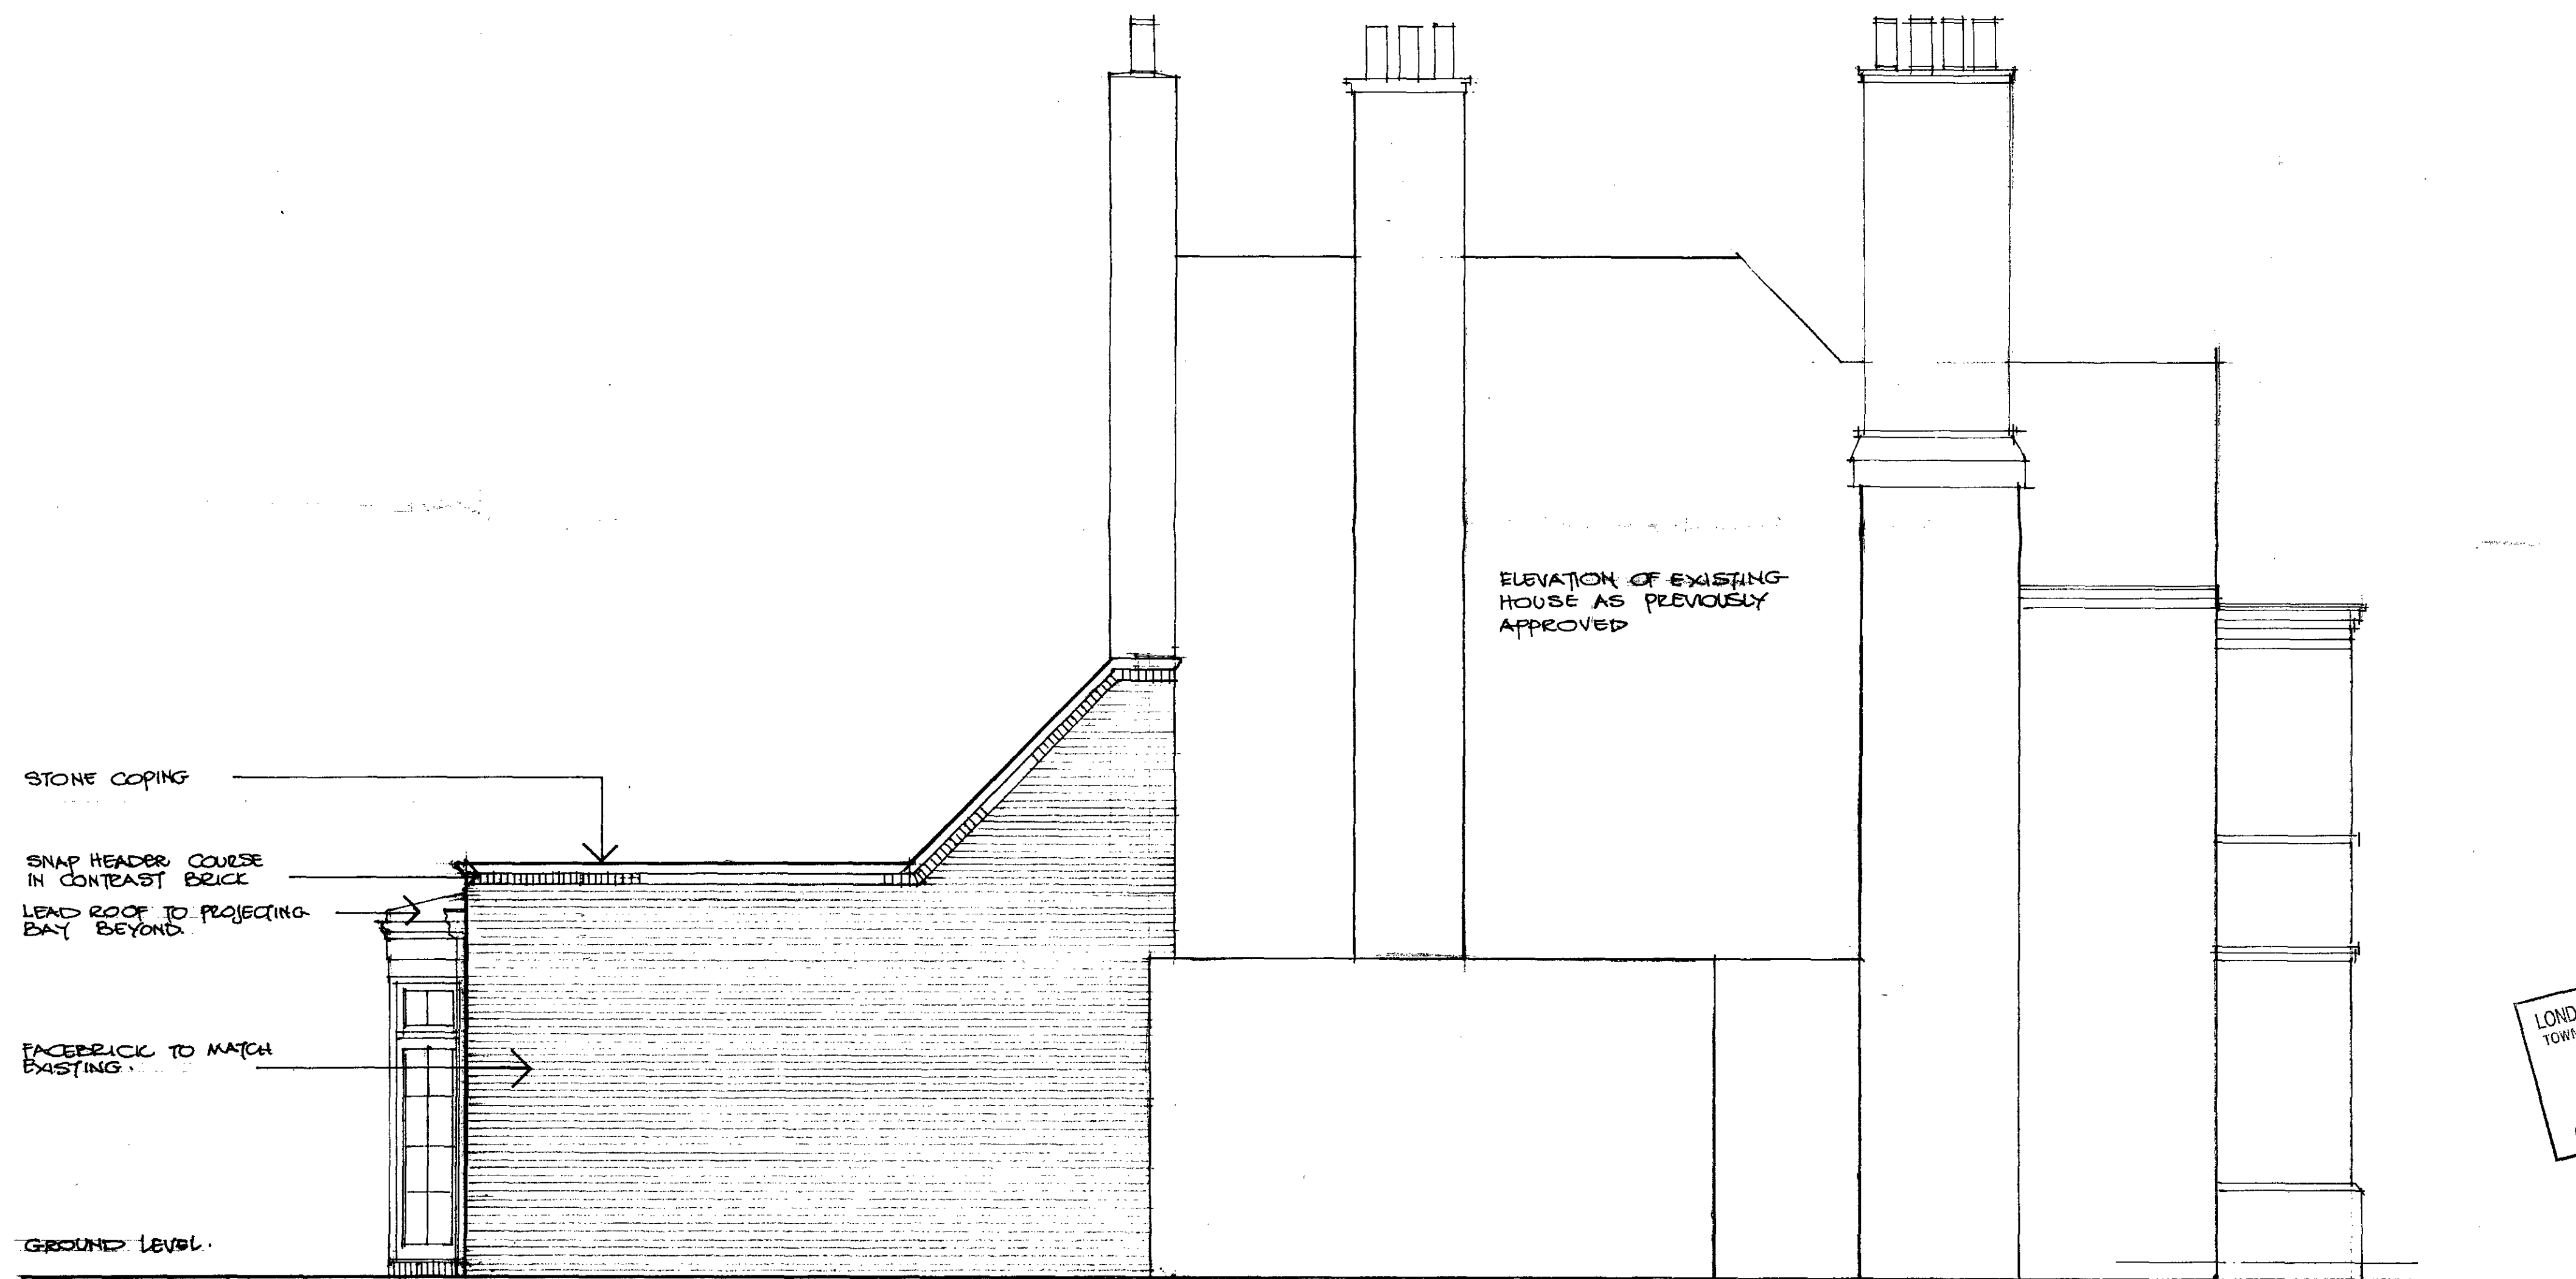 ELEVATION OF EXISTING
HOUSE AS PREVIOUSLY
APPROVED
STONE COPING
SNAP HEADER COURSE
IN CONTRAST BRICK
LEAD ROOF TO PROJECTING
BAY BEYOND.
FACEBRICK TO MATCH
EXISTING.
GROUND LEVEL.
LOND
TOWN